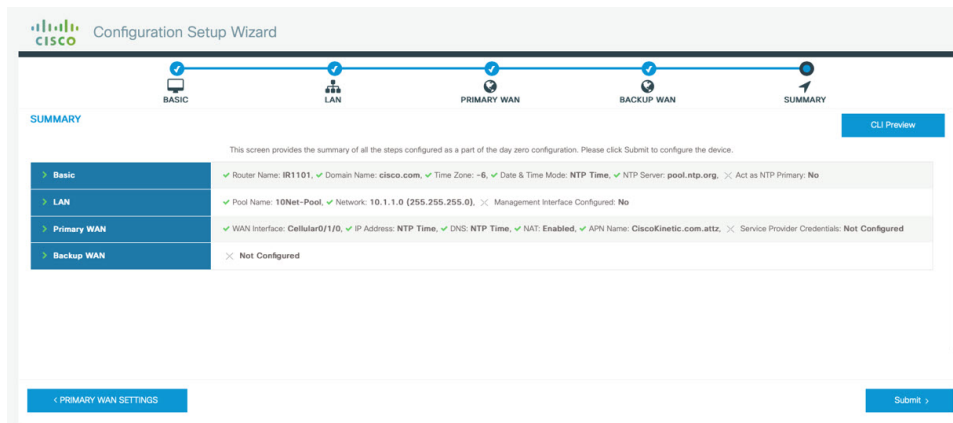 CISCO
Configuration Setup Wizard
BASIC
LAN
PRIMARY WAN
BACKUP WAN
SUMMARY
SUMMARY
CLI Preview
This screen provides the summary of all the steps configured as a part of the day zero configuration. Please click Submit to configure the device.
> Basic
✓ Router Name: IR1101, ✓ Domain Name: cisco.com, ✓ Time Zone: -6, ✓ Date & Time Mode: NTP Time, ✓ NTP Server: pool.ntp.org, ✕ Act as NTP Primary: No
> LAN
✓ Pool Name: 10Net-Pool, ✓ Network: 10.1.1.0 (255.255.255.0), ✕ Management Interface Configured: No
> Primary WAN
✓ WAN Interface: Cellular0/1/0, ✓ IP Address: NTP Time, ✓ DNS: NTP Time, ✓ NAT: Enabled, ✓ APN Name: CiscoKinetic.com.attz, ✕ Service Provider Credentials: Not Configured
> Backup WAN
✕ Not Configured
< PRIMARY WAN SETTINGS
Submit >